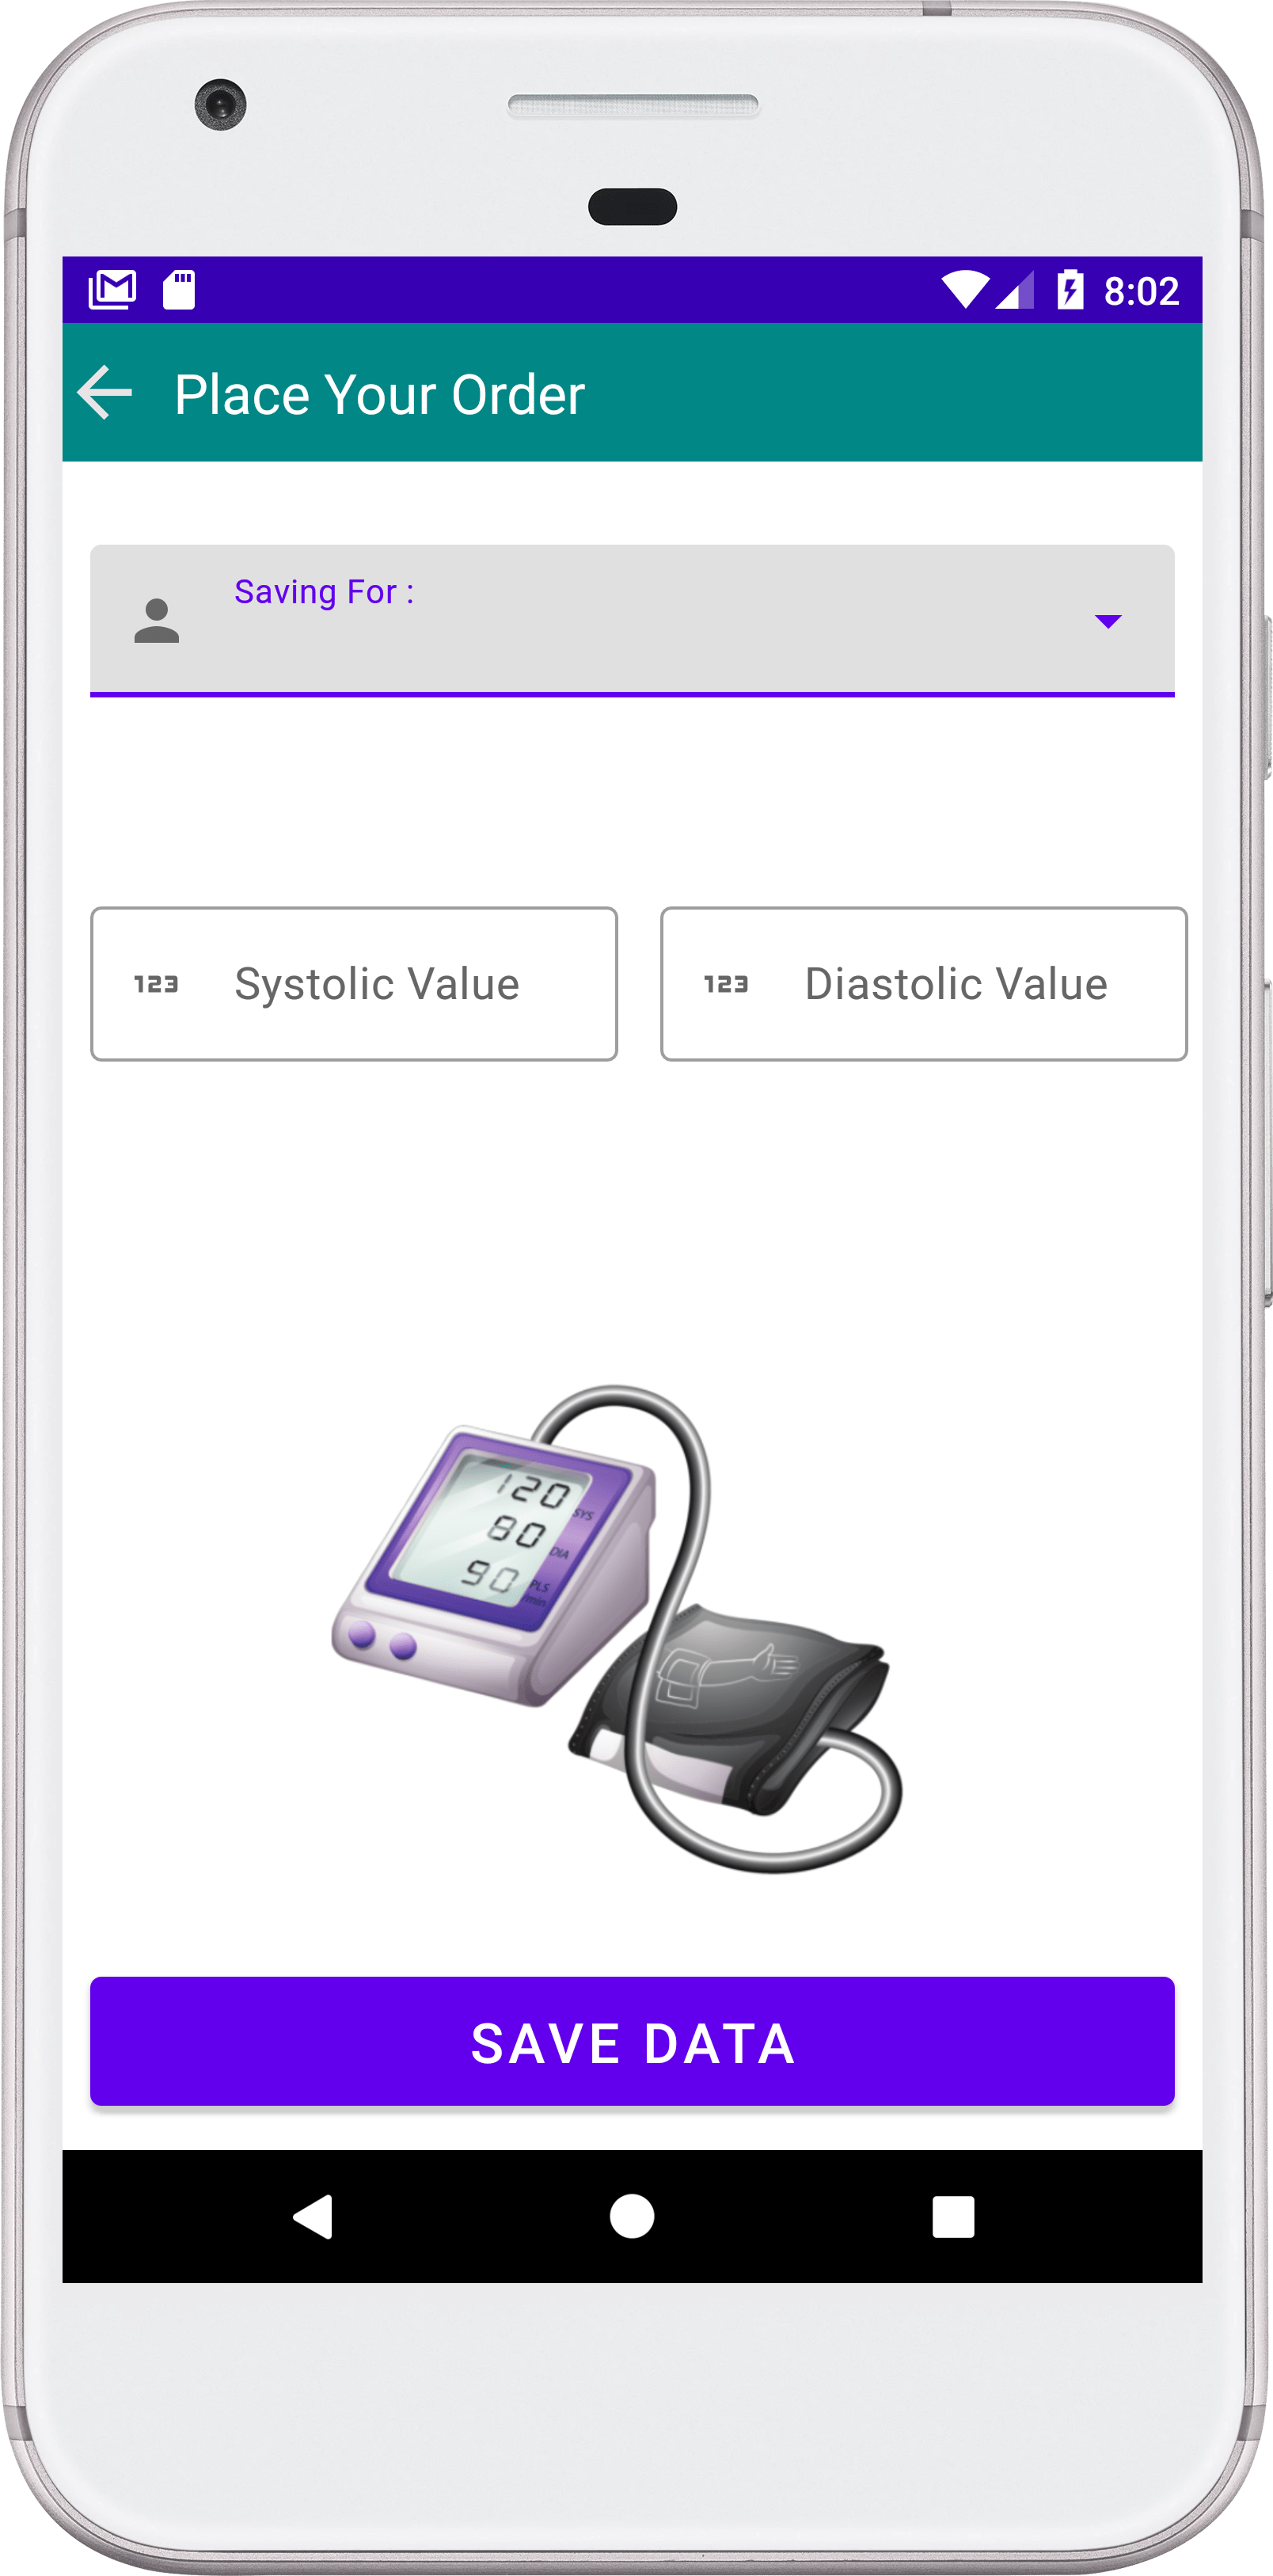 8:02
Place Your Order
Saving For :
123 Systolic Value
123 Diastolic Value
120 SYS
80 DIA
90 PLS /min
SAVE DATA